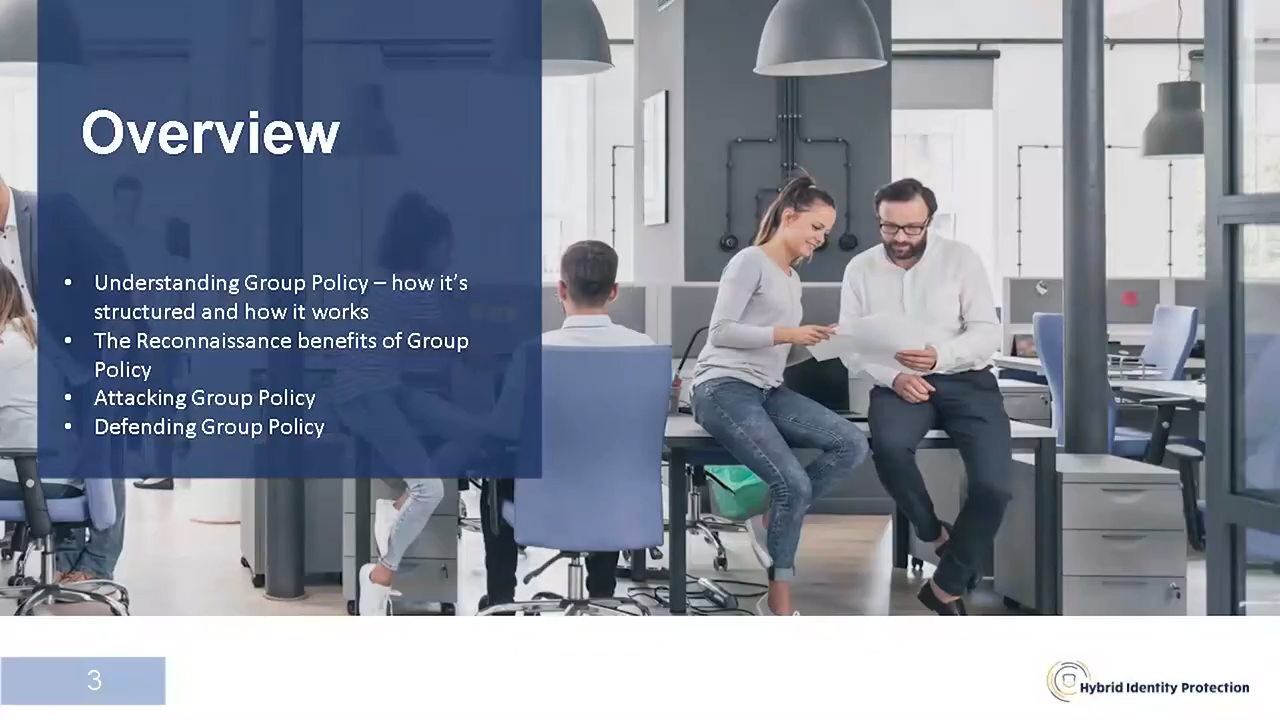 Overview
• Understanding Group Policy – how it's
structured and how it works
• The Reconnaissance benefits of Group
Policy
• Attacking Group Policy
• Defending Group Policy
3
Hybrid Identity Protection